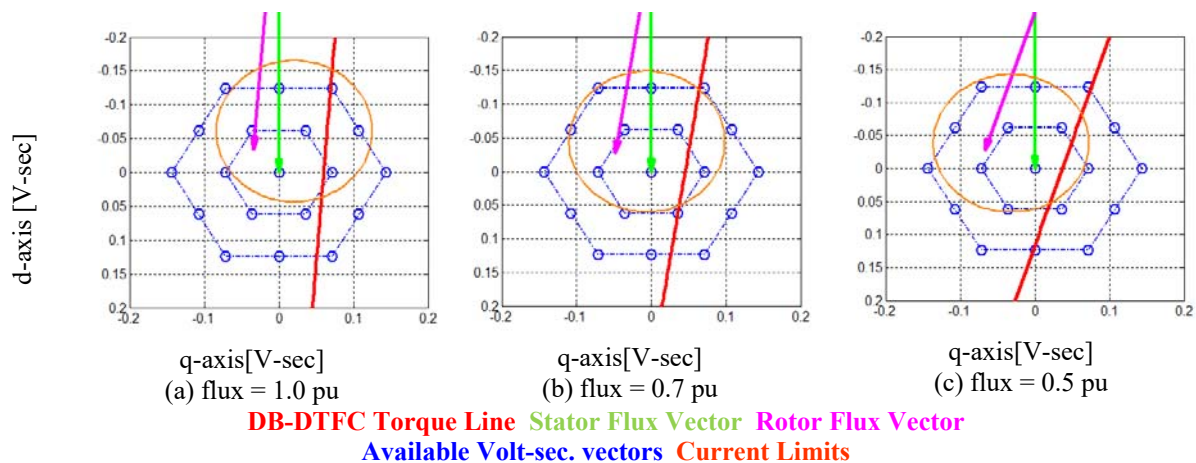 -0.2 -0.2 -0.2
-0.15 -0.15 -0.15
-0.1 -0.1 -0.1
-0.05 -0.05 -0.05
0 0 0
0.05 0.05 0.05
0.1 0.1 0.1
0.15 0.15 0.15
0.2 0.2 0.2
-0.2 -0.1 0 0.1 0.2 -0.2 -0.1 0 0.1 0.2 -0.2 -0.1 0 0.1 0.2
d-axis [V-sec]
q-axis[V-sec] q-axis[V-sec] q-axis[V-sec]
(a) flux = 1.0 pu (b) flux = 0.7 pu (c) flux = 0.5 pu
DB-DTFC Torque Line Stator Flux Vector Rotor Flux Vector
Available Volt-sec. vectors Current Limits